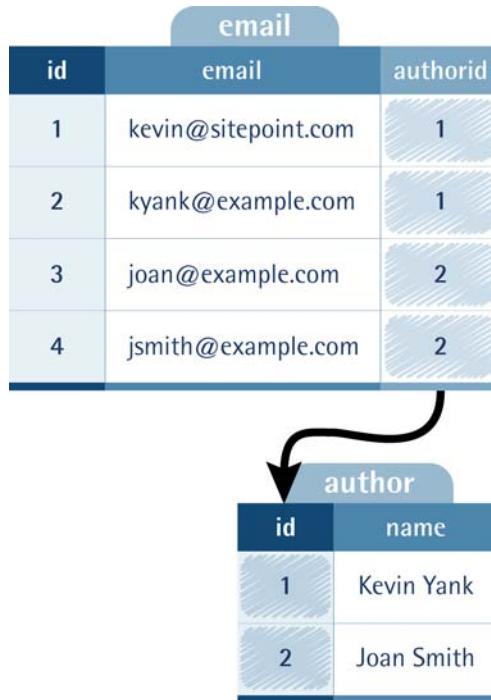 email
id email authorid
1 kevin@sitepoint.com 1
2 kyank@example.com 1
3 joan@example.com 2
4 jsmith@example.com 2
author
id name
1 Kevin Yank
2 Joan Smith